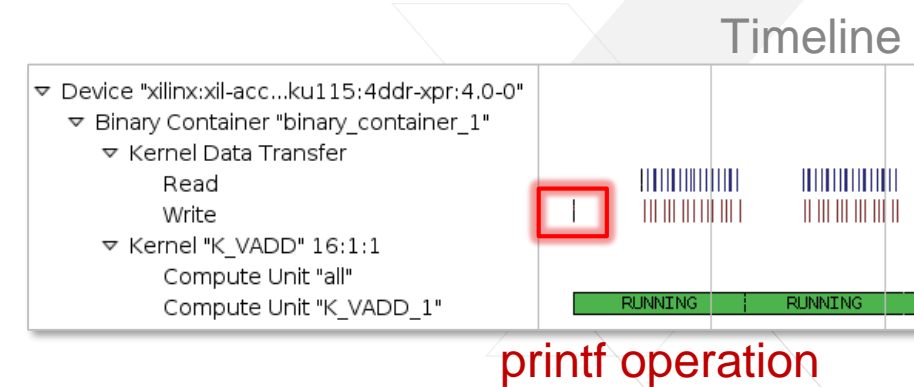 Timeline
Device "xilinx:xil-acc...ku115:4ddr-xpr:4.0-0"
Binary Container "binary_container_1"
Kernel Data Transfer
Read
Write
Kernel "K_VADD" 16:1:1
Compute Unit "all"
Compute Unit "K_VADD_1"
RUNNING RUNNING
printf operation